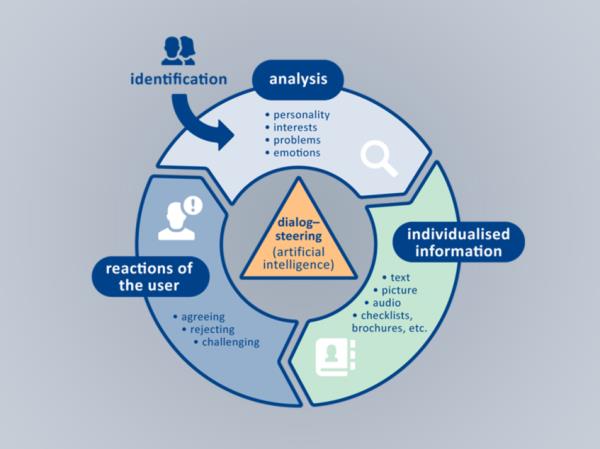 identification
analysis
• personality
• interests
• problems
• emotions
dialog–
steering
(artificial
intelligence)
individualised
information
• text
• picture
• audio
• checklists,
brochures, etc.
reactions of
the user
• agreeing
• rejecting
• challenging